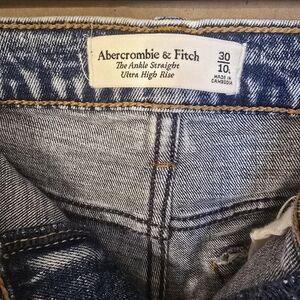 Abercrombie & Fitch
The Ankle Straight
Ultra High Rise
30
10.
MADE IN
CAMBODIA